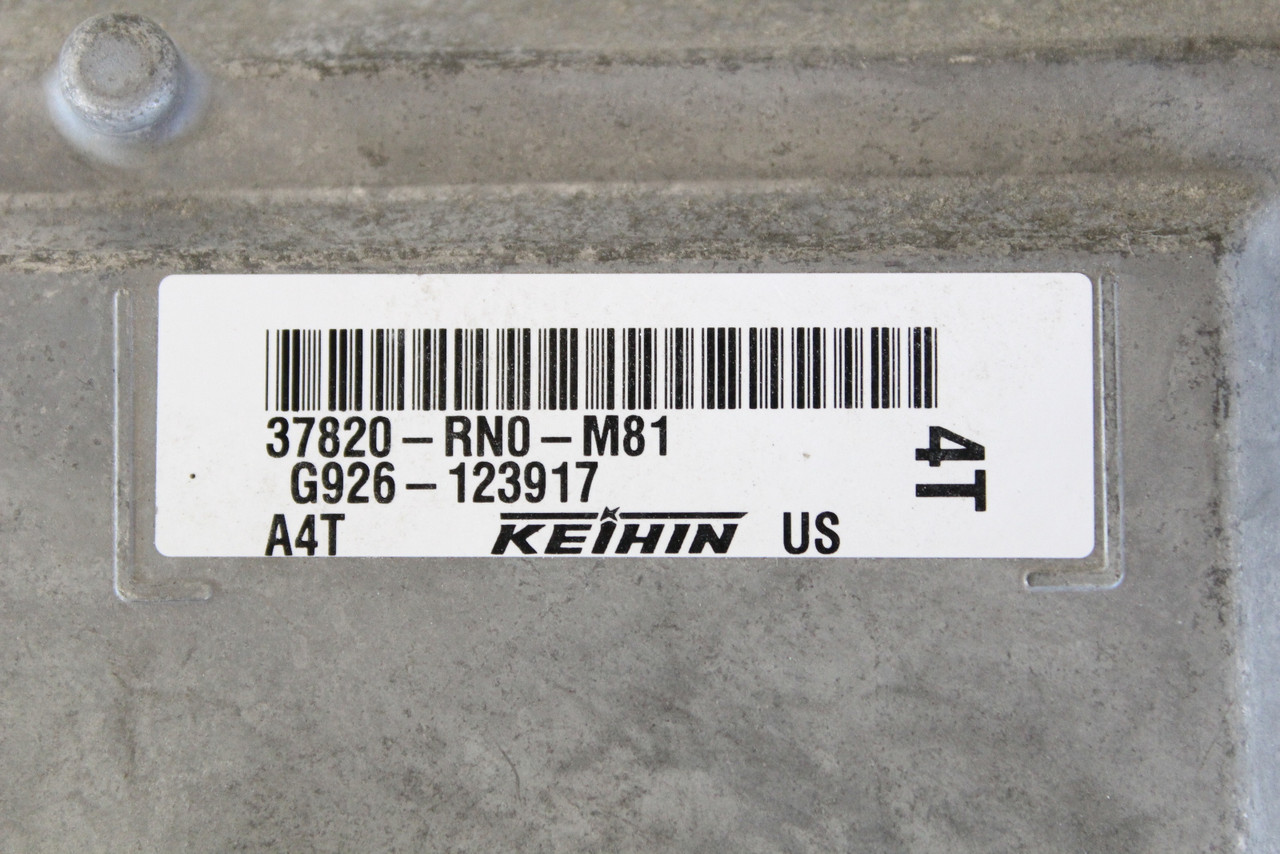 37820-RN0-M81
G926-123917
A4T KEIHIN US
4T